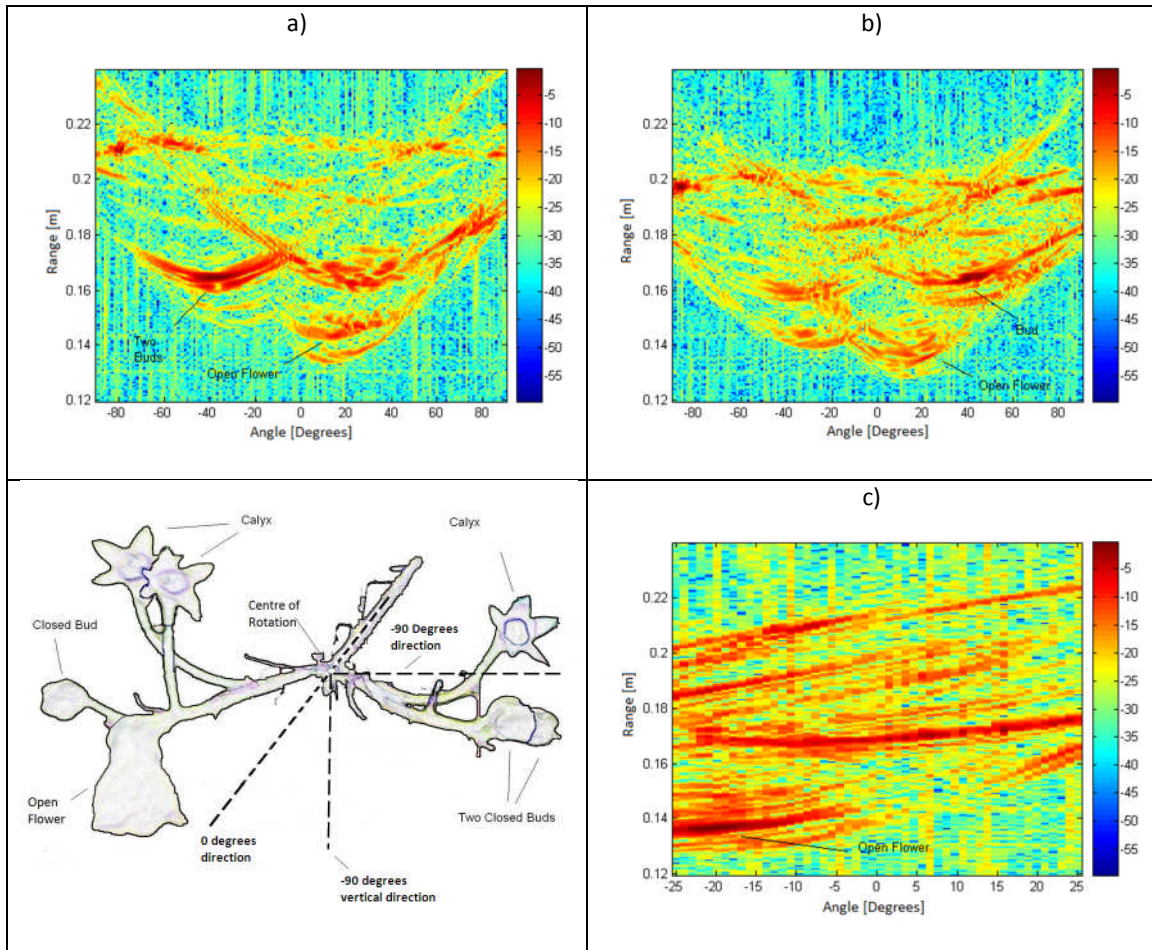 a)
-5
-10
-15
-20
-25
-30
-35
-40
-45
-50
-55
0.22
0.2
0.18
0.16
0.14
0.12
Range [m]
Two
Buds
Open Flower
-80 -60 -40 -20 0 20 40 60 80
Angle [Degrees]
b)
-5
-10
-15
-20
-25
-30
-35
-40
-45
-50
-55
0.22
0.2
0.18
0.16
0.14
0.12
Range [m]
Bud
Open Flower
-80 -60 -40 -20 0 20 40 60 80
Angle [Degrees]
Calyx
Calyx
Closed Bud
Centre of
Rotation
-90 Degrees
direction
Open
Flower
0 degrees
direction
Two Closed Buds
-90 degrees
vertical direction
c)
-5
-10
-15
-20
-25
-30
-35
-40
-45
-50
-55
0.22
0.2
0.18
0.16
0.14
0.12
Range [m]
Open Flower
-25 -20 -15 -10 -5 0 5 10 15 20 25
Angle [Degrees]